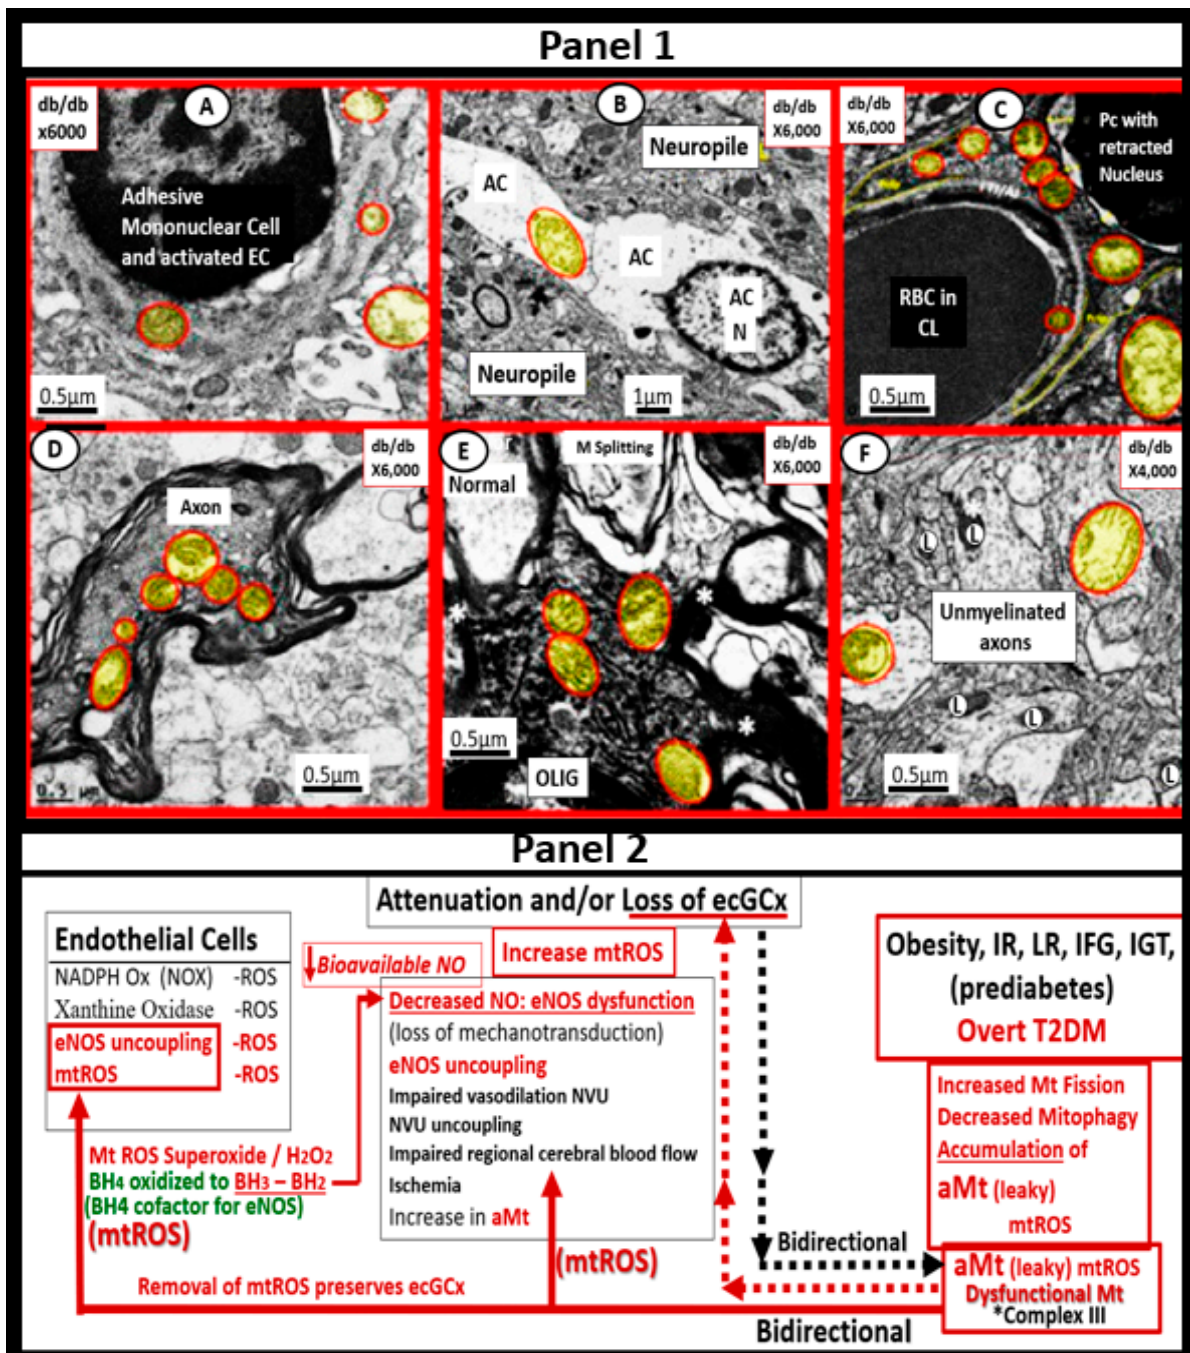 Panel 1
db/db
x6000
A
Adhesive
Mononuclear Cell
and activated EC
0.5µm
B
db/db
X6,000
Neuropile
AC
AC
AC
N
Neuropile
1µm
db/db
X6,000
C
Pc with
retracted
Nucleus
RBC in
CL
0.5µm
D
db/db
X6,000
Axon
0.5µm
0.5 µm
E
M Splitting
db/db
X6,000
Normal
*
*
*
0.5µm
OLIG
F
db/db
X4,000
L
L
Unmyelinated
axons
L
L
L
0.5µm
Panel 2
Attenuation and/or Loss of ecGCx
Endothelial Cells
NADPH Ox (NOX) -ROS
Xanthine Oxidase -ROS
eNOS uncoupling -ROS
mtROS -ROS
Bioavailable NO
Increase mtROS
Decreased NO: eNOS dysfunction
(loss of mechanotransduction)
eNOS uncoupling
Impaired vasodilation NVU
NVU uncoupling
Impaired regional cerebral blood flow
Ischemia
Increase in aMt
Obesity, IR, LR, IFG, IGT,
(prediabetes)
Overt T2DM
Increased Mt Fission
Decreased Mitophagy
Accumulation of
aMt (leaky)
mtROS
Mt ROS Superoxide / H2O2
BH4 oxidized to BH3 – BH2
(BH4 cofactor for eNOS)
(mtROS)
(mtROS)
Bidirectional
aMt (leaky) mtROS
Dysfunctional Mt
*Complex III
Removal of mtROS preserves ecGCx
Bidirectional